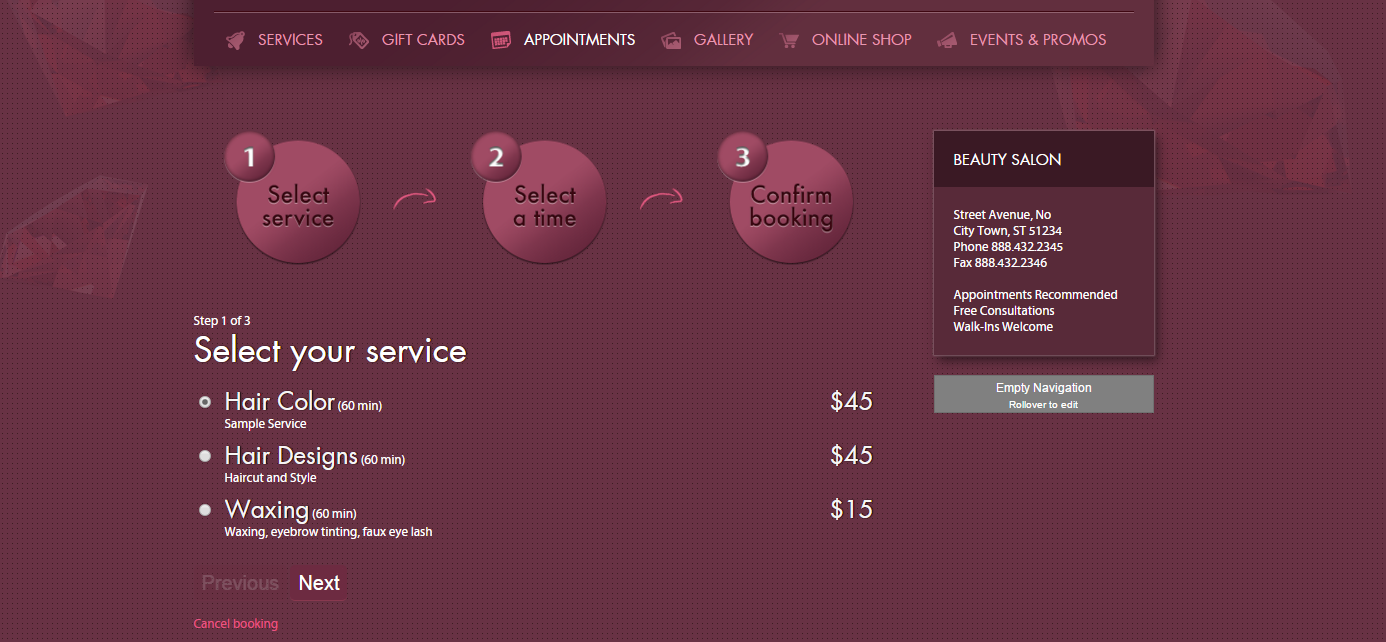 SERVICES GIFT CARDS APPOINTMENTS GALLERY ONLINE SHOP EVENTS & PROMOS
1
Select
service
2
Select
a time
3
Confirm
booking
Step 1 of 3
Select your service
Hair Color (60 min) $45
Sample Service
Hair Designs (60 min) $45
Haircut and Style
Waxing (60 min) $15
Waxing, eyebrow tinting, faux eye lash
Previous Next
Cancel booking
BEAUTY SALON
Street Avenue, No
City Town, ST 51234
Phone 888.432.2345
Fax 888.432.2346
Appointments Recommended
Free Consultations
Walk-Ins Welcome
Empty Navigation
Rollover to edit